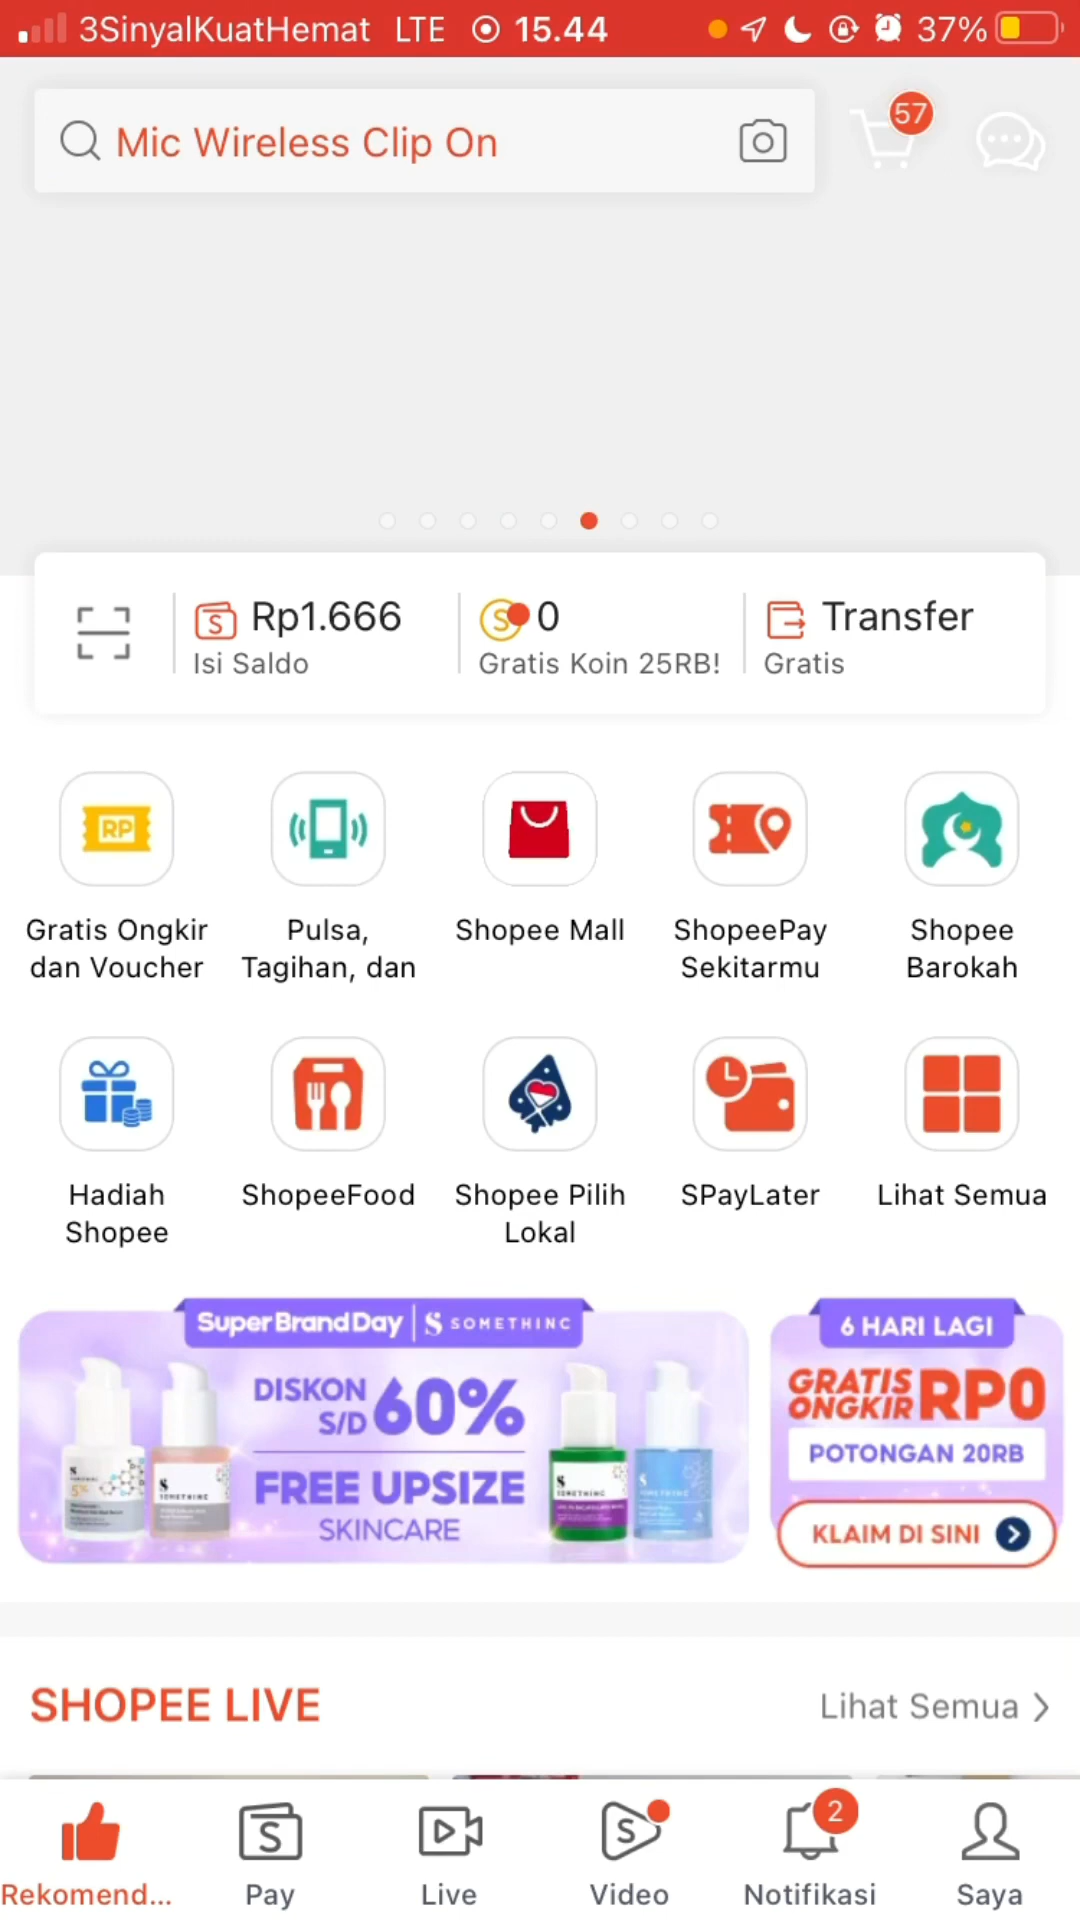 3SinyalKuatHemat LTE 15.44 37%
Mic Wireless Clip On
57
Rp1.666
Isi Saldo
0
Gratis Koin 25RB!
Transfer
Gratis
RP
Gratis Ongkir
dan Voucher
Pulsa,
Tagihan, dan
Shopee Mall
ShopeePay
Sekitarmu
Shopee
Barokah
Hadiah
Shopee
ShopeeFood
Shopee Pilih
Lokal
SPayLater
Lihat Semua
Super Brand Day | S SOMETHINC
DISKON
S/D 60%
FREE UPSIZE
SKINCARE
5%
SOMETHINC
SOMETHINC
6 HARI LAGI
GRATIS
ONGKIR RP0
POTONGAN 20RB
KLAIM DI SINI
SHOPEE LIVE
Lihat Semua
2
Rekomend...
Pay
Live
Video
Notifikasi
Saya